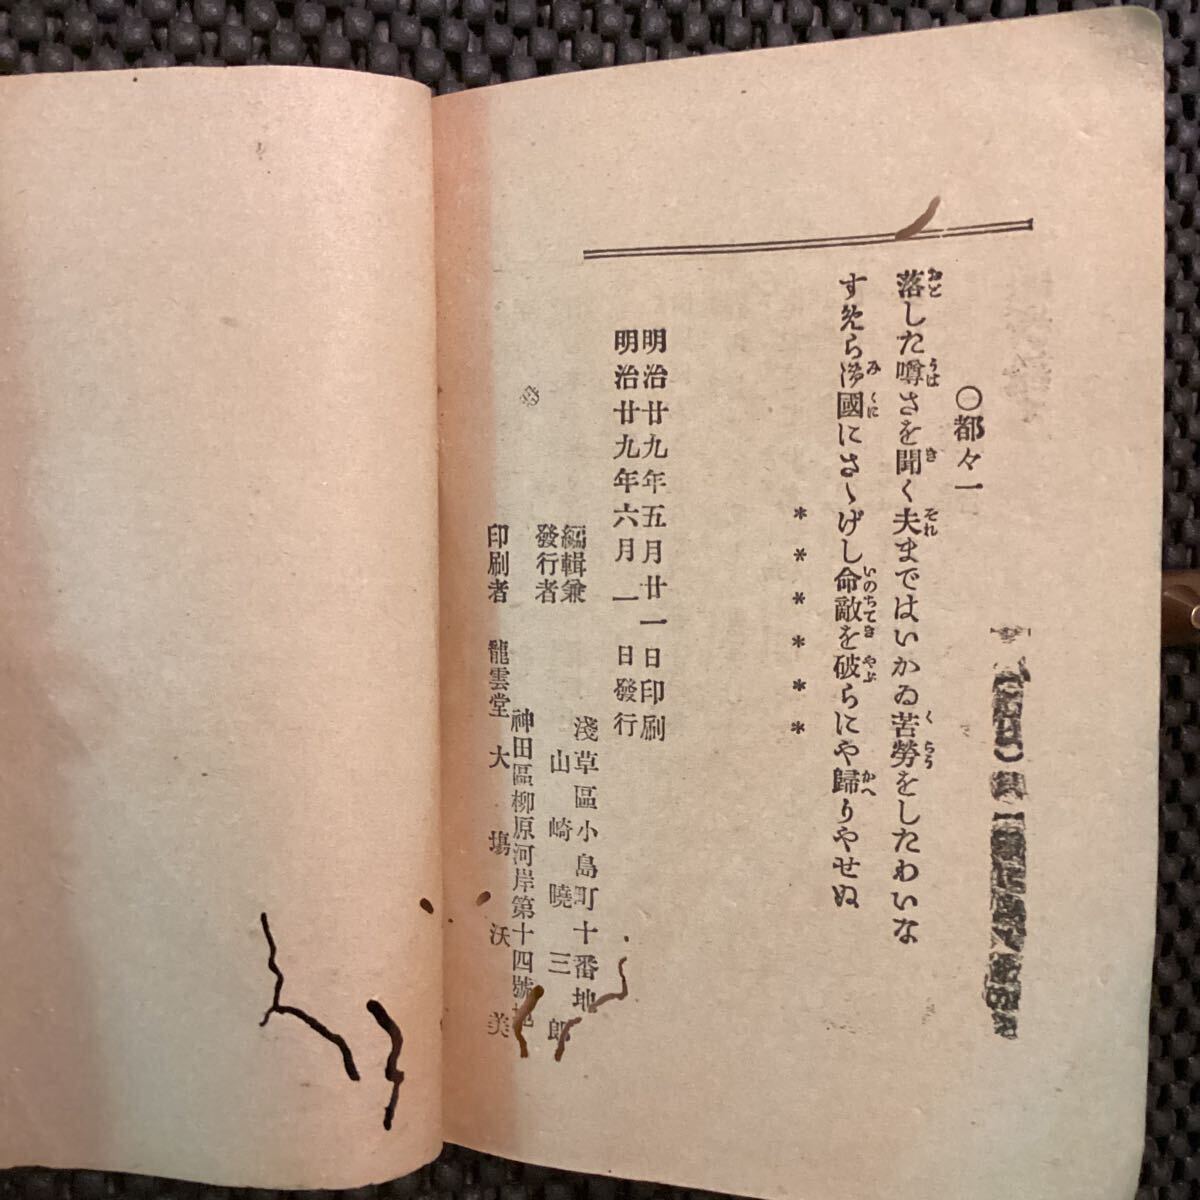 ○都々一
落した噂さを聞く夫まではいかゐ苦勞をしたわいな
すめら御國にさゝげし命敵を破らにや歸りやせぬ
＊＊＊＊＊＊
明治廿九年五月廿一日印刷
明治廿九年六月一日發行
淺草區小島町十番地
編輯兼
發行者
山崎曉三郎
神田區柳原河岸第十四號地
印刷者
龍雲堂大塲沃美